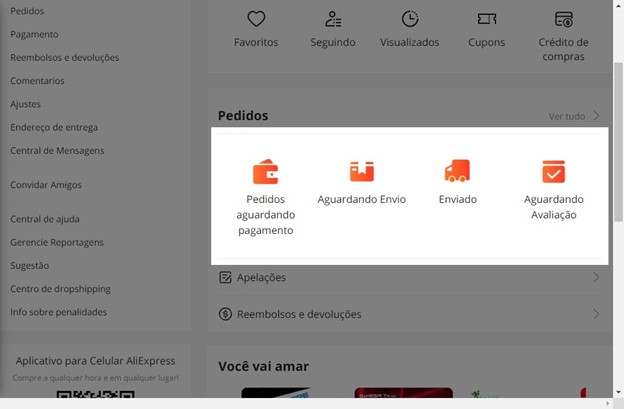 Pedidos
Pagamento
Reembolsos e devoluções
Comentarios
Ajustes
Endereço de entrega
Central de Mensagens
Convidar Amigos
Central de ajuda
Gerencie Reportagens
Sugestão
Centro de dropshipping
Info sobre penalidades
Aplicativo para Celular AliExpress
Compre a qualquer hora e em qualquer lugar!
Favoritos
Seguindo
Visualizados
Cupons
Crédito de
compras
Pedidos
Ver tudo
Pedidos
aguardando
pagamento
Aguardando Envio
Enviado
Aguardando
Avaliação
Apelações
Reembolsos e devoluções
Você vai amar